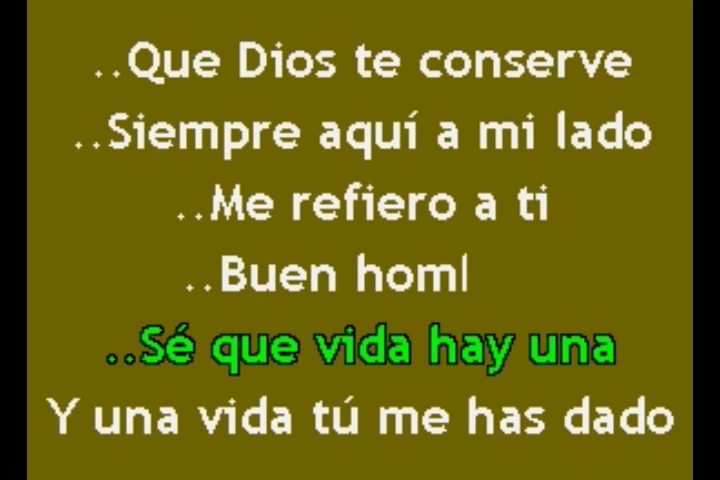 ..Que Dios te conserve
..Siempre aquí a mi lado
..Me refiero a ti
..Buen
..Sé que vida hay una
Y una vida tú me has dado